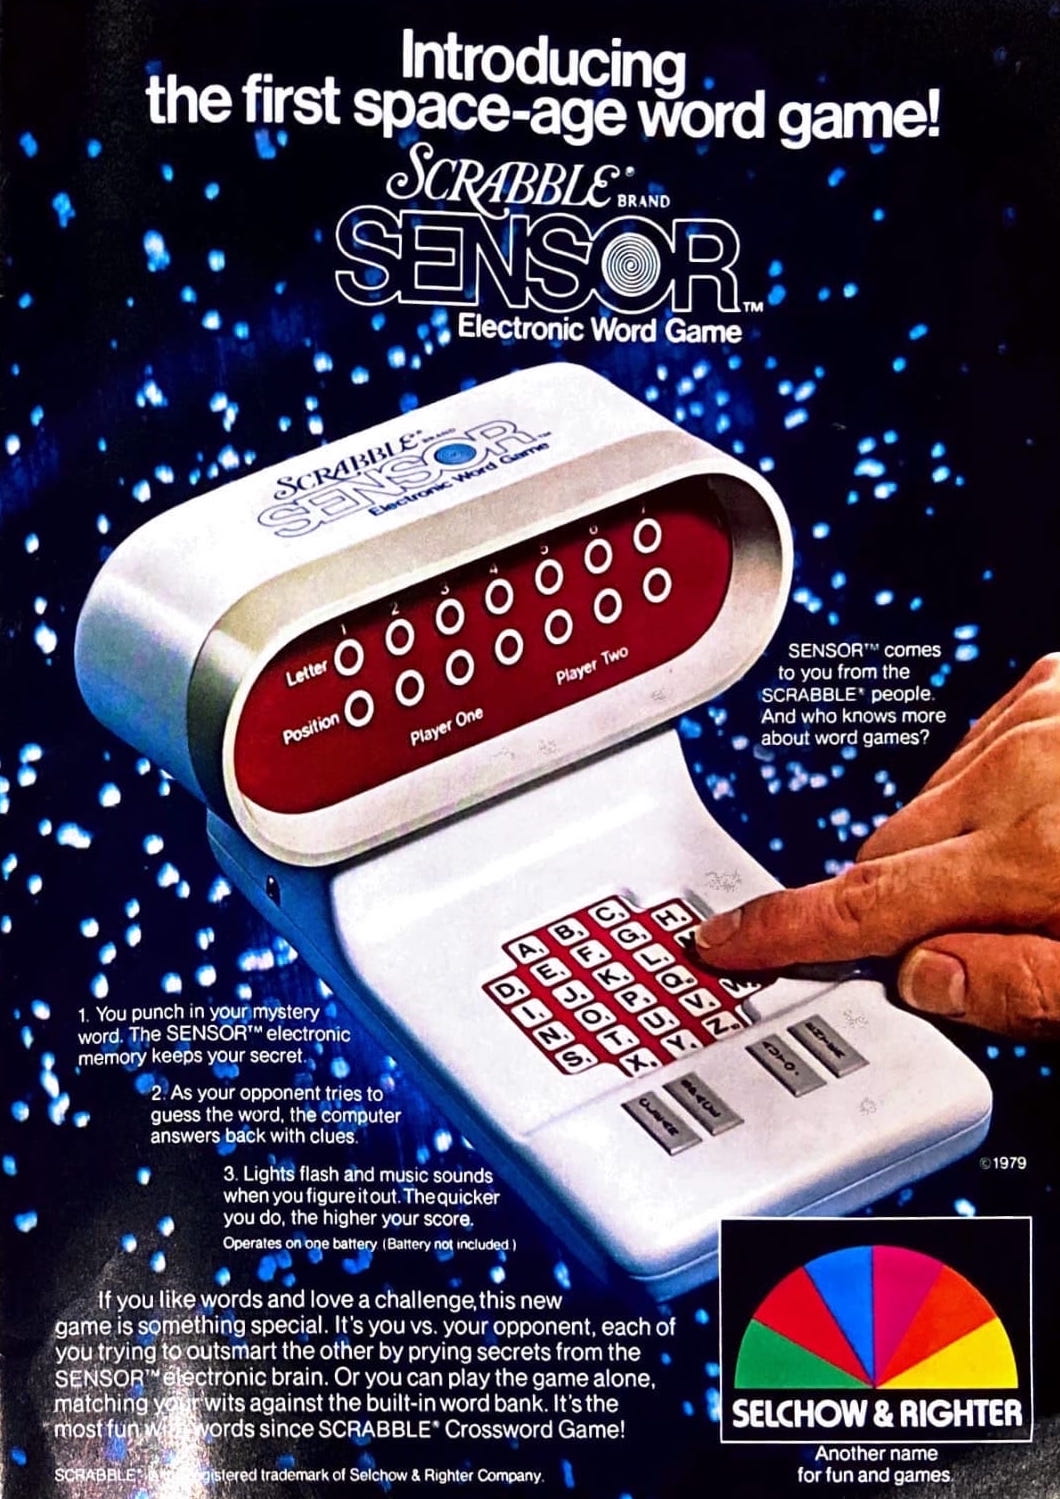 Introducing
the first space-age word game!
SCRABBLE® BRAND
SENSOR™
Electronic Word Game
SCRABBLE® BRAND
SENSOR™
Electronic Word Game
1 2 3 4 5 6
Letter
Position
Player One
Player Two
SENSOR™ comes
to you from the
SCRABBLE® people.
And who knows more
about word games?
A. B. C.
D. E. F. G. H.
I. J. K. L.
N. O. P. Q.
S. T. U. V. W.
X. Y. Z.
CLEAR SPACE
1. You punch in your mystery
word. The SENSOR™ electronic
memory keeps your secret.
2. As your opponent tries to
guess the word, the computer
answers back with clues.
3. Lights flash and music sounds
when you figure it out. The quicker
you do, the higher your score.
Operates on one battery (Battery not included)
©1979
If you like words and love a challenge, this new
game is something special. It's you vs. your opponent, each of
you trying to outsmart the other by prying secrets from the
SENSOR™ electronic brain. Or you can play the game alone,
matching your wits against the built-in word bank. It's the
most fun with words since SCRABBLE® Crossword Game!
SCRABBLE® registered trademark of Selchow & Righter Company.
SELCHOW & RIGHTER
Another name
for fun and games.